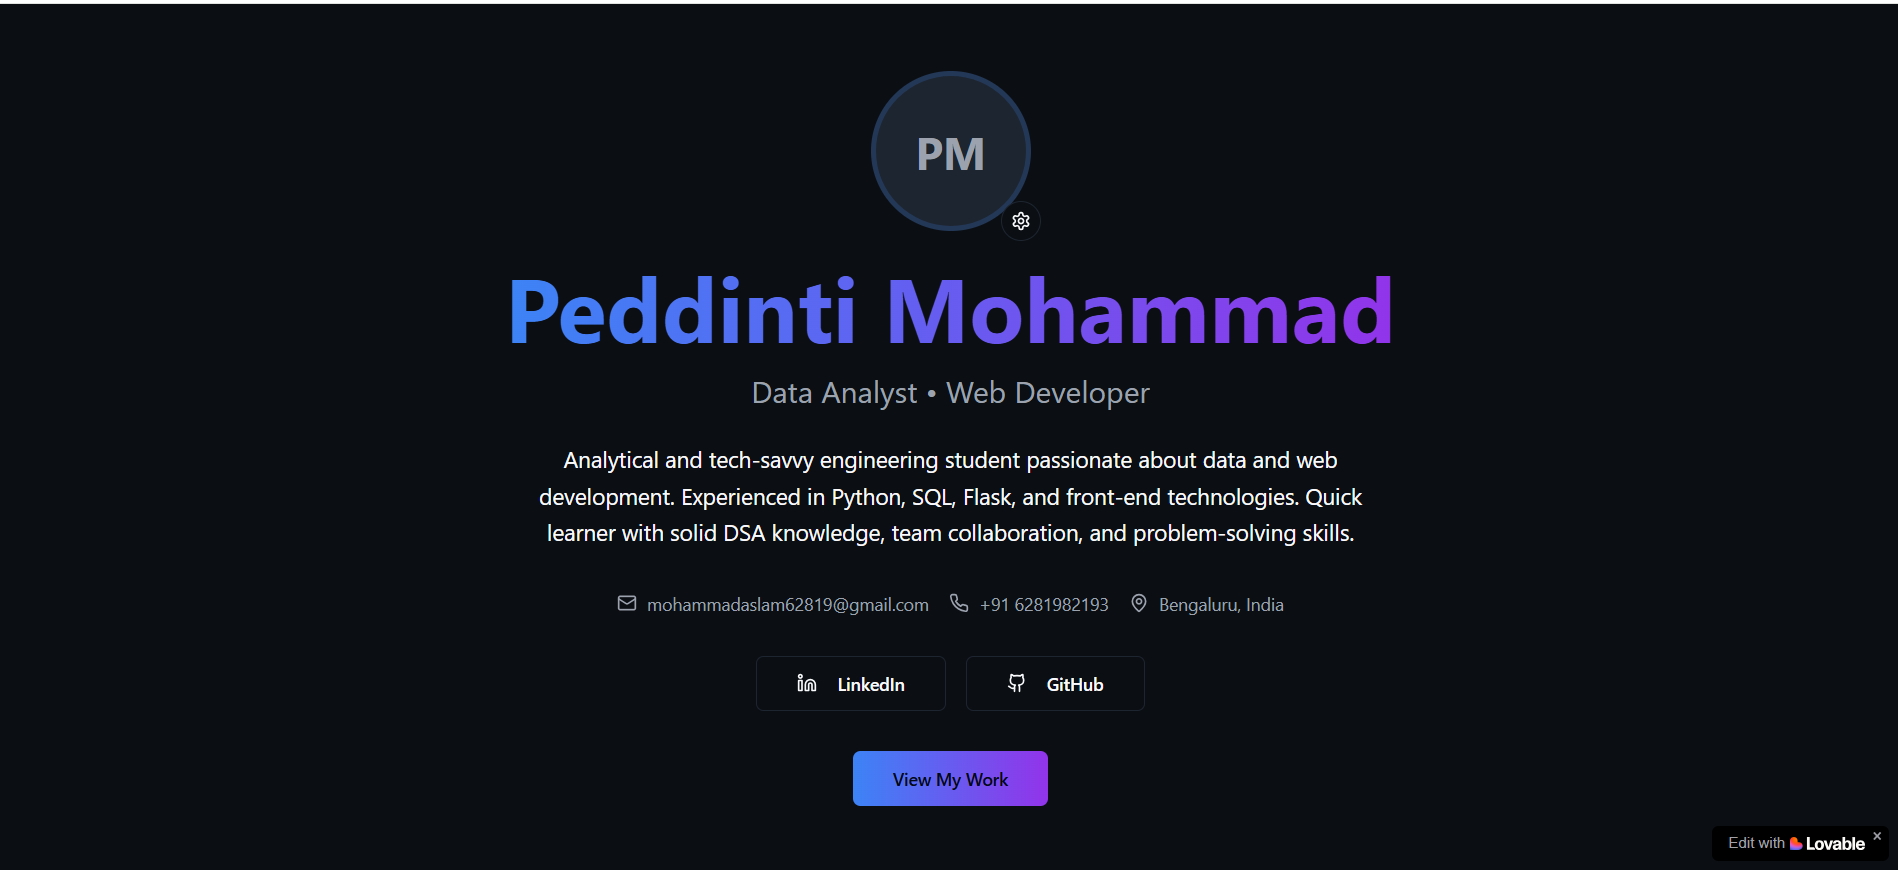 PM
Peddinti Mohammad
Data Analyst • Web Developer
Analytical and tech-savvy engineering student passionate about data and web
development. Experienced in Python, SQL, Flask, and front-end technologies. Quick
learner with solid DSA knowledge, team collaboration, and problem-solving skills.
mohammadaslam62819@gmail.com +91 6281982193 Bengaluru, India
LinkedIn GitHub
View My Work
Edit with Lovable ×